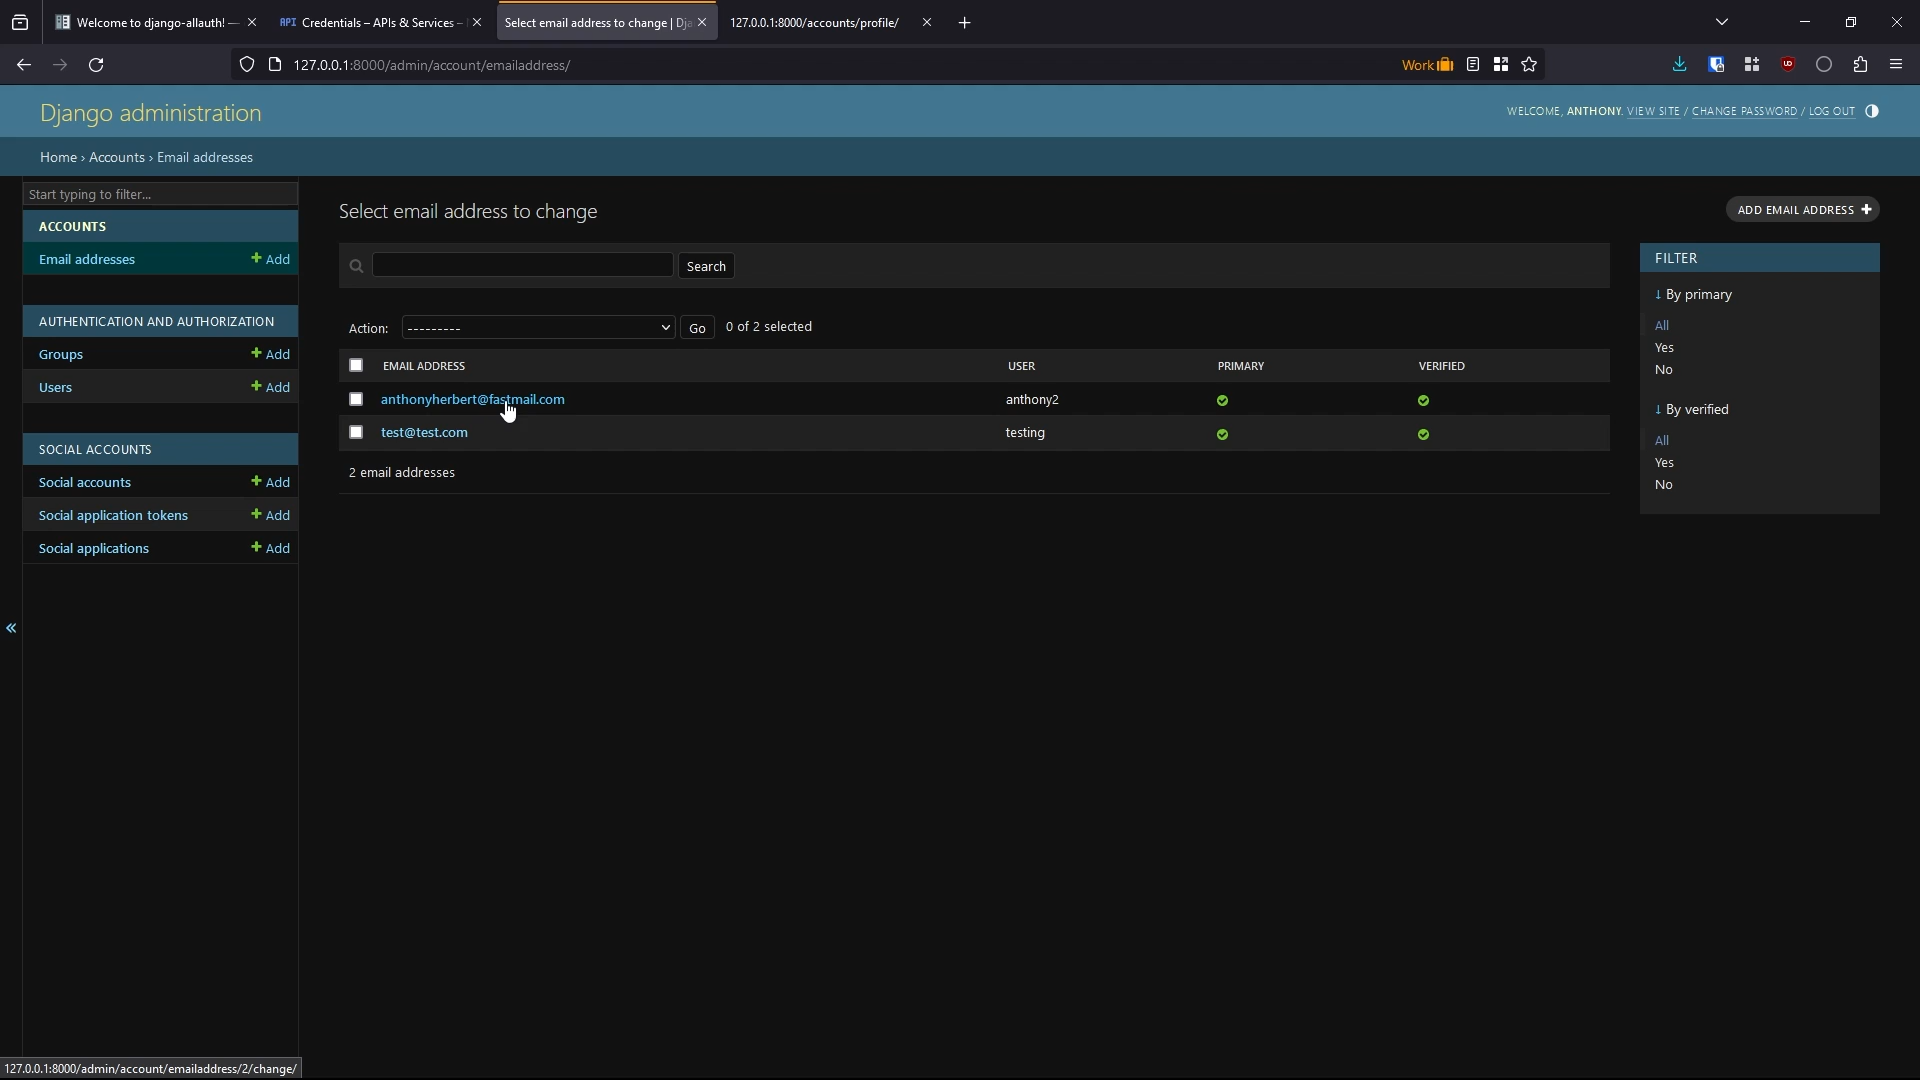 Welcome to django-allauth! —
API Credentials – APIs & Services –
Select email address to change | Dja
127.0.0.1:8000/accounts/profile/
127.0.0.1:8000/admin/account/emailaddress/
Work
Django administration
WELCOME, ANTHONY. VIEW SITE / CHANGE PASSWORD / LOG OUT
Home › Accounts › Email addresses
Start typing to filter...
ACCOUNTS
Email addresses
+ Add
AUTHENTICATION AND AUTHORIZATION
Groups
+ Add
Users
+ Add
SOCIAL ACCOUNTS
Social accounts
+ Add
Social application tokens
+ Add
Social applications
+ Add
«
Select email address to change
ADD EMAIL ADDRESS +
Search
Action: --------- Go 0 of 2 selected
EMAIL ADDRESS USER PRIMARY VERIFIED
anthonyherbert@fastmail.com anthony2
test@test.com testing
2 email addresses
FILTER
↓ By primary
All
Yes
No
↓ By verified
All
Yes
No
127.0.0.1:8000/admin/account/emailaddress/2/change/